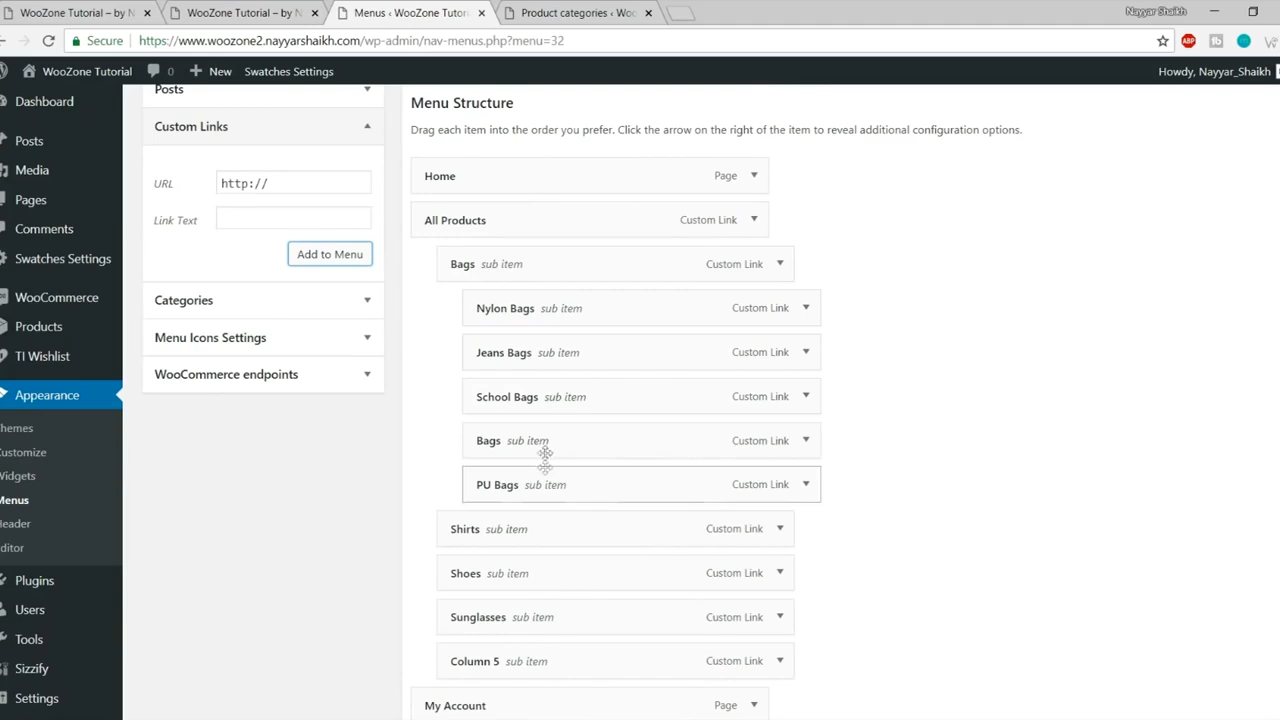 WooZone Tutorial – by N
WooZone Tutorial – by N
Menus ‹ WooZone Tutor
Product categories ‹ Woo
Nayyar Shaikh
Secure
https://www.woozone2.nayyarshaikh.com/wp-admin/nav-menus.php?menu=32
ABP
WooZone Tutorial
0
New
Swatches Settings
Howdy, Nayyar_Shaikh
Dashboard
Posts
Media
Pages
Comments
Swatches Settings
WooCommerce
Products
TI Wishlist
Appearance
hemes
ustomize
Widgets
Menus
eader
ditor
Plugins
Users
Tools
Sizzify
Settings
Posts
Custom Links
URL
http://
Link Text
Add to Menu
Categories
Menu Icons Settings
WooCommerce endpoints
Menu Structure
Drag each item into the order you prefer. Click the arrow on the right of the item to reveal additional configuration options.
Home Page
All Products Custom Link
Bags sub item Custom Link
Nylon Bags sub item Custom Link
Jeans Bags sub item Custom Link
School Bags sub item Custom Link
Bags sub item Custom Link
PU Bags sub item Custom Link
Shirts sub item Custom Link
Shoes sub item Custom Link
Sunglasses sub item Custom Link
Column 5 sub item Custom Link
My Account Page